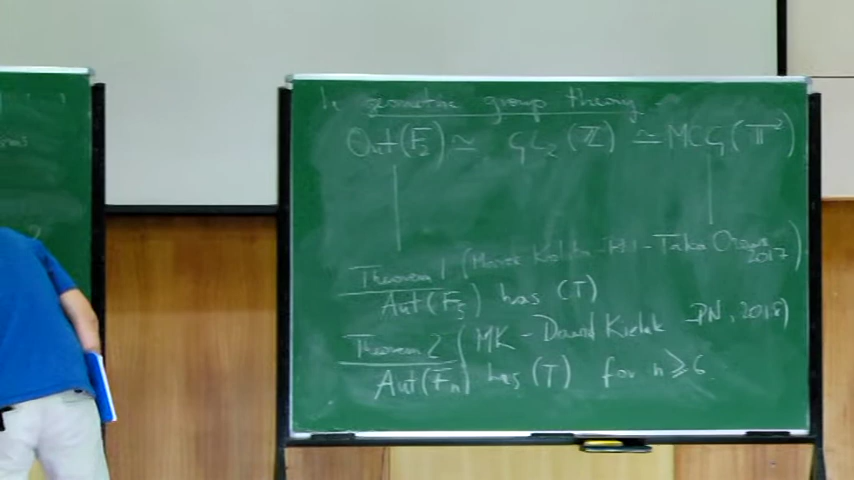 1. geometric group theory
Out(F₂) ≅ GL₂(ℤ) ≅ MCG(𝕋²)
Theorem 1 (Marek Kaluba - PN - Taka Ozawa 2017)
Aut(F₅) has (T)
Theorem 2 (MK - Dawid Kielak - PN, 2018)
Aut(Fₙ) has (T) for n ≥ 6